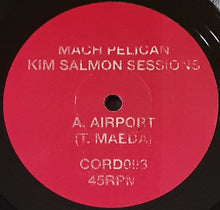 MACH PELICAN
KIM SALMON SESSIONS
A. AIRPORT
(T. MAEDA)
CORD093
45RPM